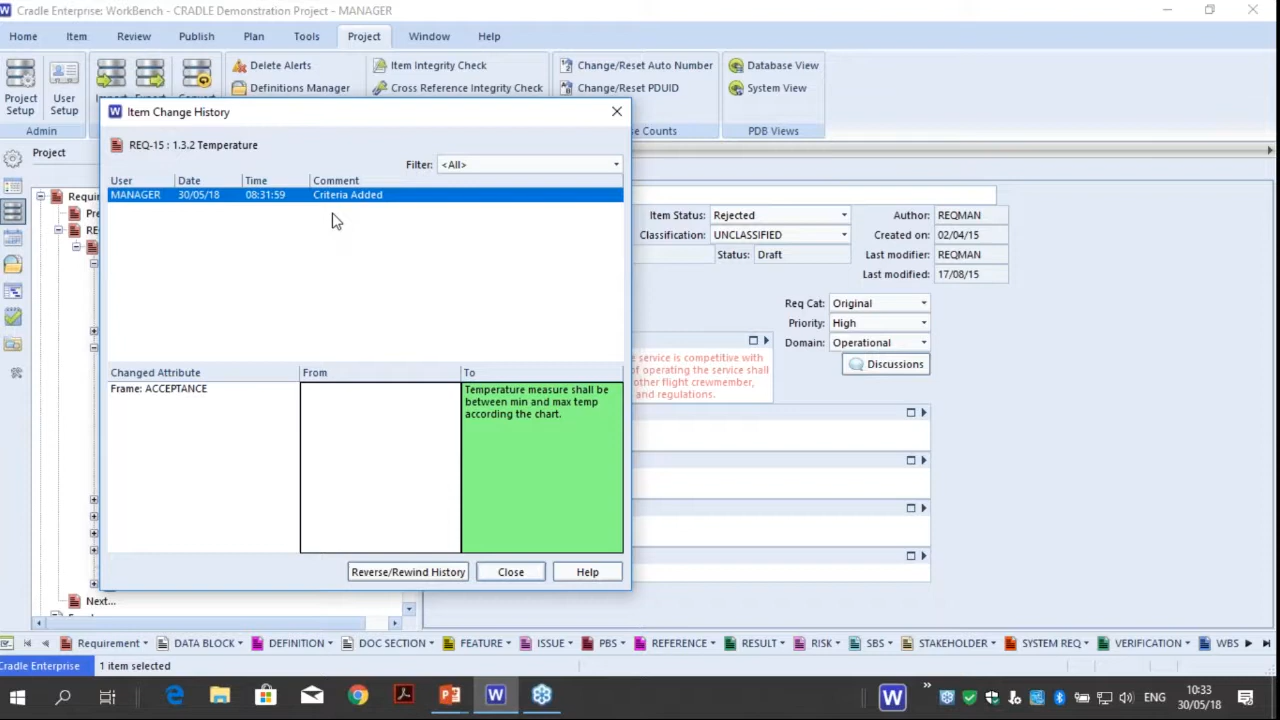 Cradle Enterprise: WorkBench - CRADLE Demonstration Project - MANAGER
Home Item Review Publish Plan Tools Project Window Help
Delete Alerts Item Integrity Check Change/Reset Auto Number Database View
Project Setup User Setup
Definitions Manager Cross Reference Integrity Check Change/Reset PDUID System View
Admin PDB Views
Item Change History
REQ-15 : 1.3.2 Temperature
Project
Filter: <All>
User Date Time Comment
MANAGER 30/05/18 08:31:59 Criteria Added
Item Status: Rejected Author: REQMAN
Classification: UNCLASSIFIED Created on: 02/04/15
Status: Draft Last modifier: REQMAN
Last modified: 17/08/15
Req Cat: Original
Priority: High
Domain: Operational
Discussions
e service is competitive with
of operating the service shall
other flight crewmember,
and regulations.
Changed Attribute From To
Frame: ACCEPTANCE
Temperature measure shall be
between min and max temp
according the chart.
Reverse/Rewind History Close Help
Next...
Requirement DATA BLOCK DEFINITION DOC SECTION FEATURE ISSUE PBS REFERENCE RESULT RISK SBS STAKEHOLDER SYSTEM REQ VERIFICATION WBS
Cradle Enterprise 1 item selected
ENG 10:33
30/05/18